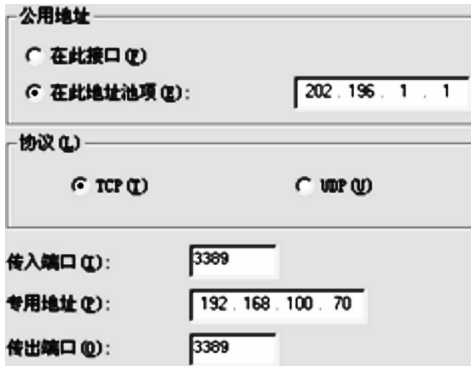 公用地址
在此接口(F)
在此地址池项(E): 202 . 196 . 1 . 1
协议(L)
TCP(T) UDP(U)
传入端口(I): 3389
专用地址(P): 192 . 168 . 100 . 70
传出端口(O): 3389